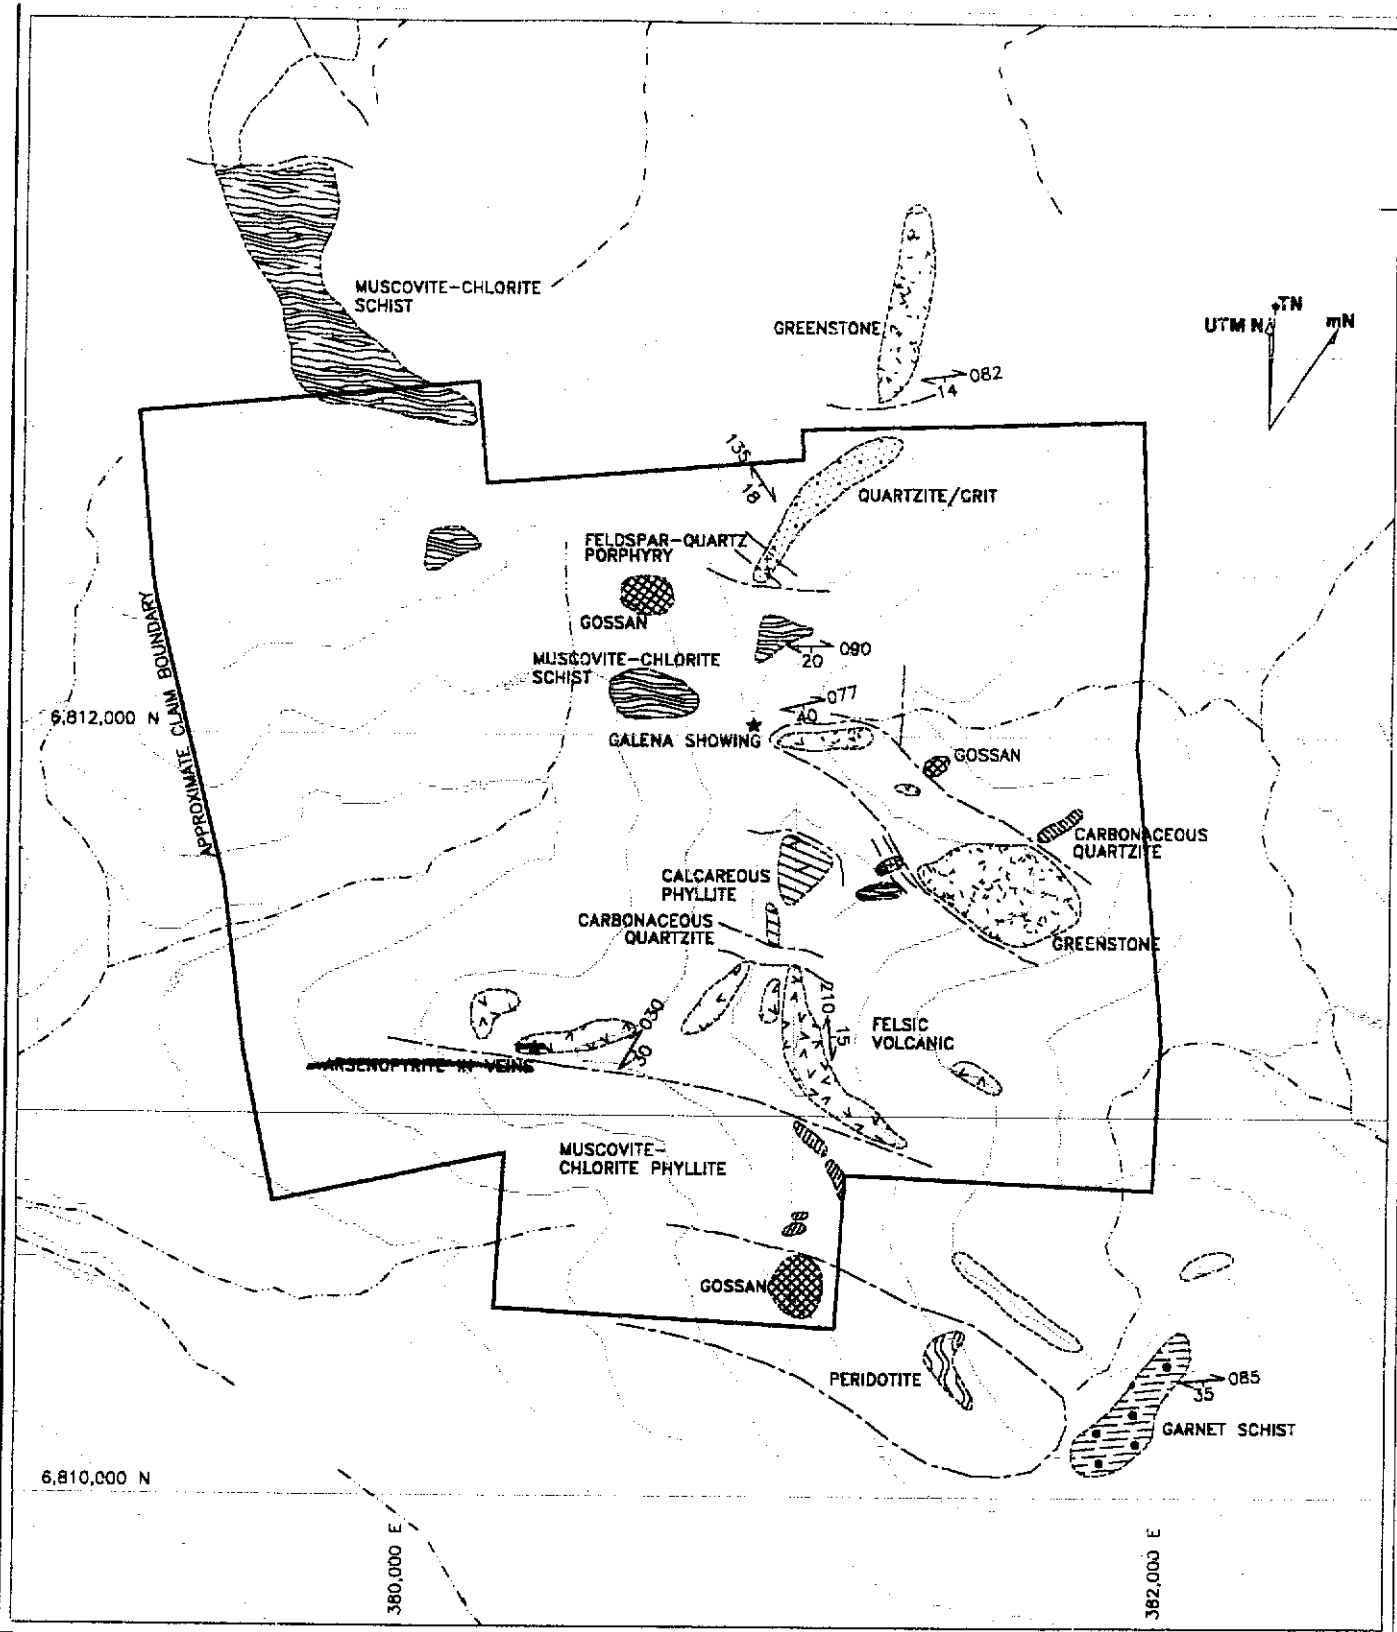 MUSCOVITE-CHLORITE
SCHIST
GREENSTONE
TN
UTM N
mN
082
14
135
18
QUARTZITE/GRIT
FELDSPAR-QUARTZ
PORPHYRY
GOSSAN
090
20
MUSCOVITE-CHLORITE
SCHIST
077
40
6,812,000 N
APPROXIMATE CLAIM BOUNDARY
GALENA SHOWING
GOSSAN
CARBONACEOUS
QUARTZITE
CALCAREOUS
PHYLLITE
CARBONACEOUS
QUARTZITE
GREENSTONE
030
30
210
15
FELSIC
VOLCANIC
ARSENOPYRITE IN VEINS
MUSCOVITE-
CHLORITE PHYLLITE
GOSSAN
PERIDOTITE
085
35
GARNET SCHIST
6,810,000 N
380,000 E
382,000 E